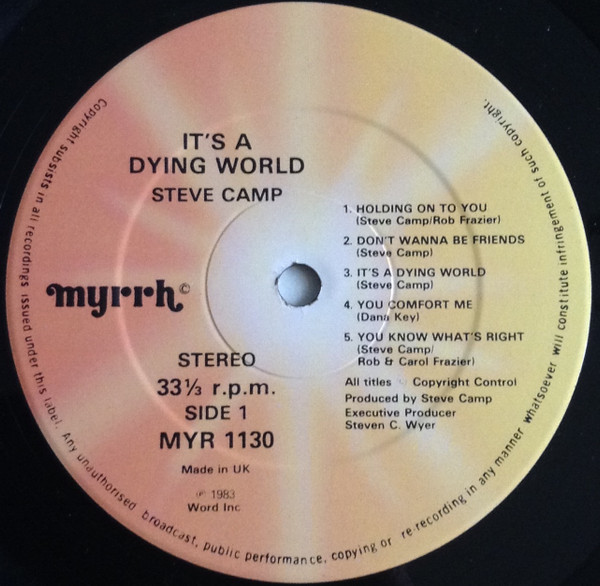 IT'S A
DYING WORLD
STEVE CAMP
myrrh©
STEREO
33⅓ r.p.m.
SIDE 1
MYR 1130
Made in UK
℗ 1983
Word Inc
1. HOLDING ON TO YOU
(Steve Camp/Rob Frazier)
2. DON'T WANNA BE FRIENDS
(Steve Camp)
3. IT'S A DYING WORLD
(Steve Camp)
4. YOU COMFORT ME
(Dana Key)
5. YOU KNOW WHAT'S RIGHT
(Steve Camp/
Rob & Carol Frazier)
All titles Copyright Control
Produced by Steve Camp
Executive Producer
Steven C. Wyer
Copyright subsists in all recordings issued under this label. Any unauthorised broadcast, public performance, copying or re-recording in any manner whatsoever will constitute infringement of such copyright.